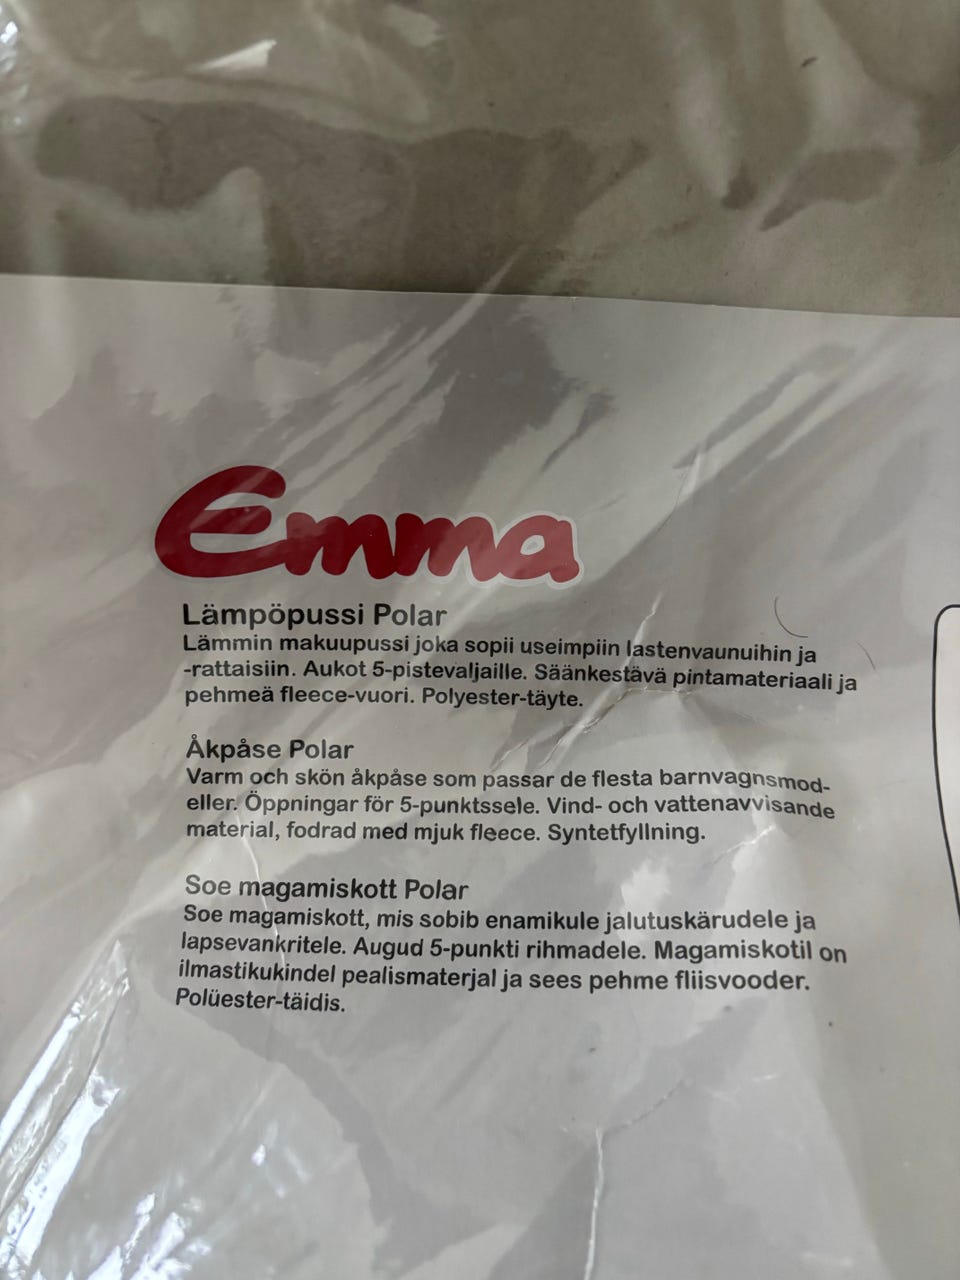 Emma
Lämpöpussi Polar
Lämmin makuupussi joka sopii useimpiin lastenvaunuihin ja
-rattaisiin. Aukot 5-pistevaljaille. Säänkestävä pintamateriaali ja
pehmeä fleece-vuori. Polyester-täyte.
Åkpåse Polar
Varm och skön åkpåse som passar de flesta barnvagnsmod-
eller. Öppningar för 5-punktssele. Vind- och vattenavvisande
material, fodrad med mjuk fleece. Syntetfyllning.
Soe magamiskott Polar
Soe magamiskott, mis sobib enamikule jalutuskärudele ja
lapsevankritele. Augud 5-punkti rihmadele. Magamiskotil on
ilmastikukindel pealismaterjal ja sees pehme fliisvooder.
Polüester-täidis.